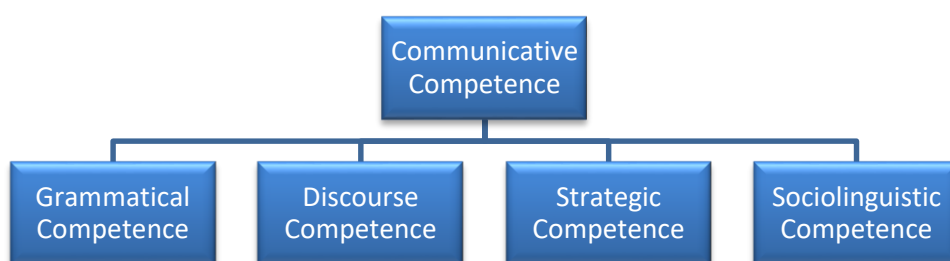 Communicative
Competence
Grammatical
Competence
Discourse
Competence
Strategic
Competence
Sociolinguistic
Competence